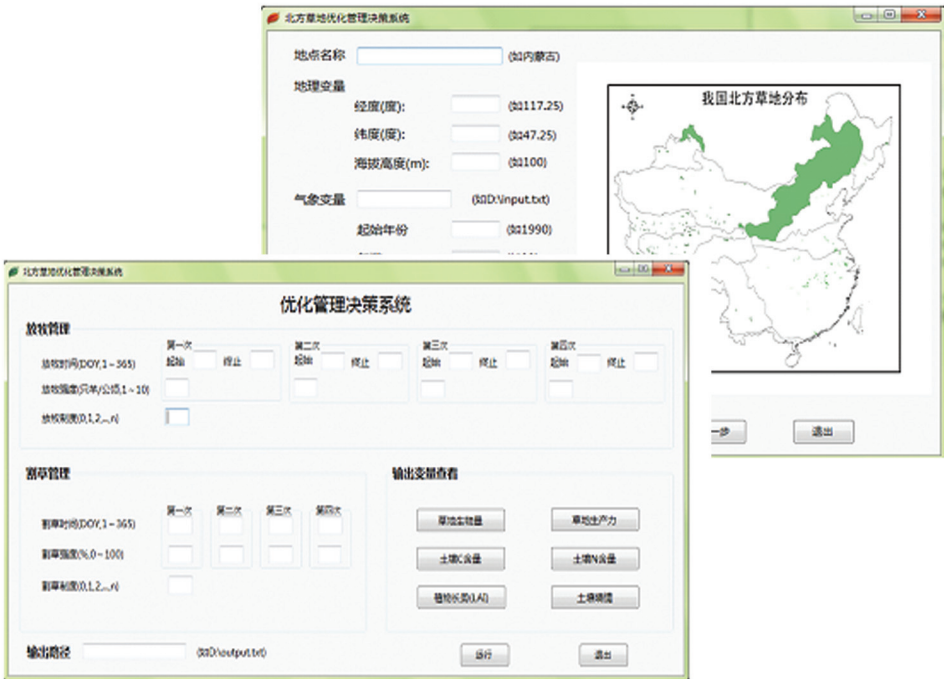 北方草地优化管理决策系统
地点名称 (如内蒙古)
地理变量
经度(度): (如117.25)
纬度(度): (如47.25)
海拔高度(m): (如100)
气象变量 (如D:\input.txt)
起始年份 (如1990)
我国北方草地分布
一步 退出
北方草地优化管理决策系统
优化管理决策系统
放牧管理
第一次 第二次 第三次 第四次
放牧时间(DOY,1~365) 起始 终止 起始 终止 起始 终止 起始 终止
放牧强度(只羊/公顷,1~10)
放牧制度(0,1,2,...,n)
割草管理
第一次 第二次 第三次 第四次
割草时间(DOY,1~365)
割草强度(%,0~100)
割草制度(0,1,2,...,n)
输出变量查看
草地生物量 草地生产力
土壤C含量 土壤N含量
植物长势(LAI) 土壤墒情
输出路径 (如D:\output.txt) 运行 退出